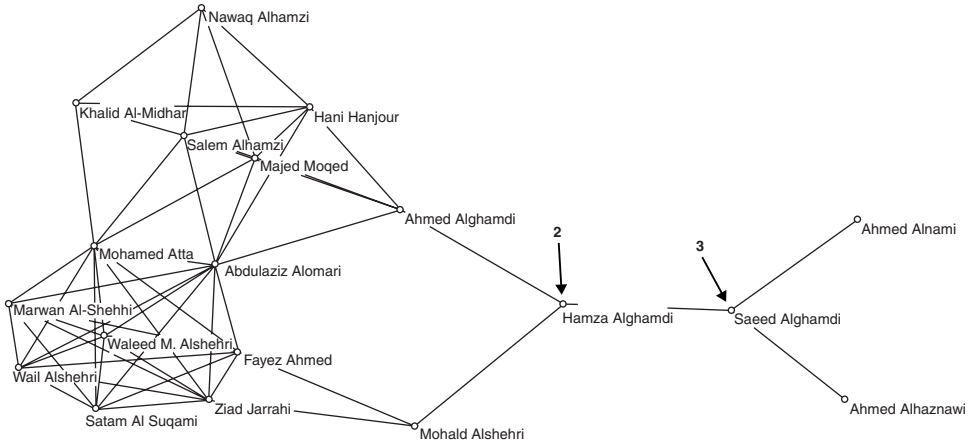 Nawaq Alhamzi
Khalid Al-Midhar
Hani Hanjour
Salem Alhamzi
Majed Moqed
Ahmed Alghamdi
Ahmed Alnami
2
3
Mohamed Atta
Abdulaziz Alomari
Marwan Al-Shehhi
Hamza Alghamdi
Saeed Alghamdi
Waleed M. Alshehri
Fayez Ahmed
Wail Alshehri
Ziad Jarrahi
Ahmed Alhaznawi
Satam Al Suqami
Mohald Alshehri